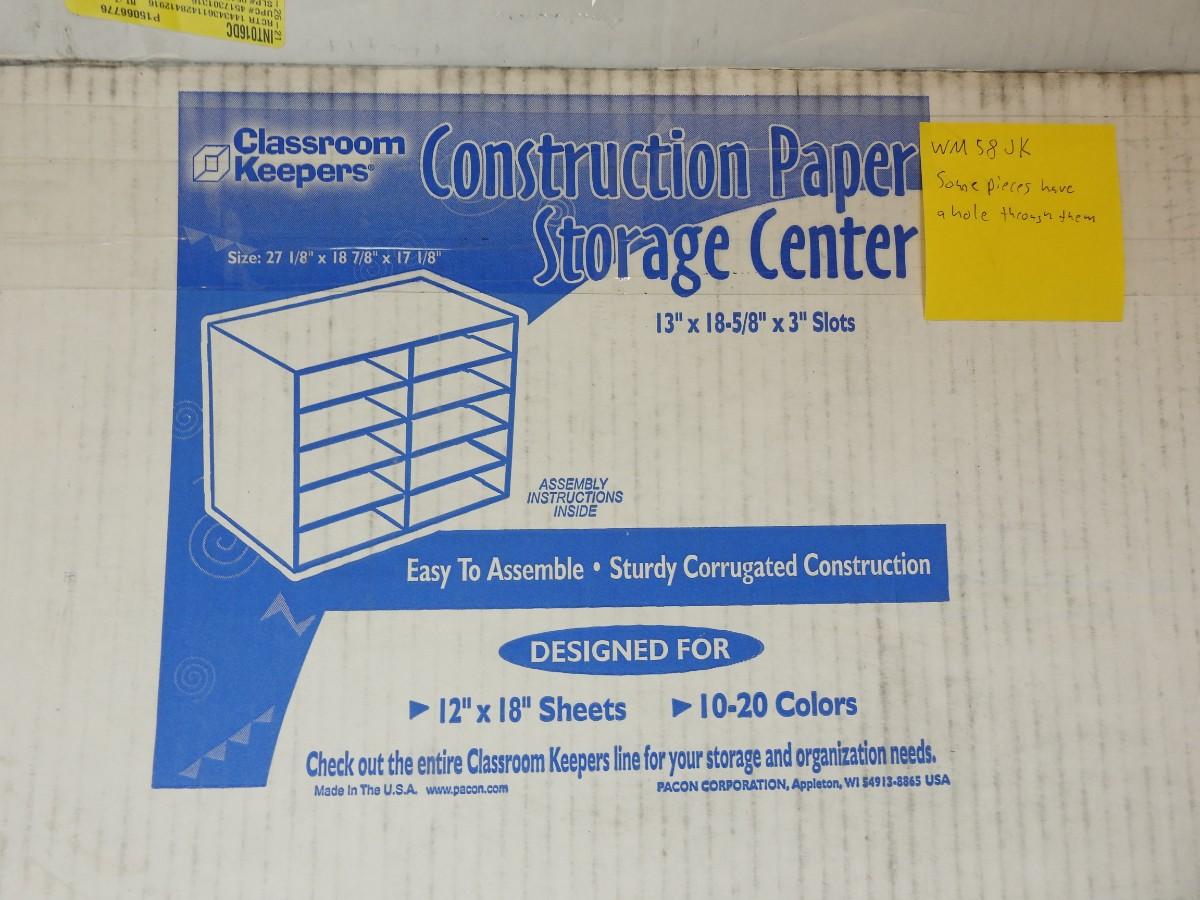 INT016DC
P15066776
Classroom
Keepers®
Construction Paper
Storage Center
Size: 27 1/8" x 18 7/8" x 17 1/8"
13" x 18-5/8" x 3" Slots
WM 58 JK
Some pieces have
a hole through them
ASSEMBLY
INSTRUCTIONS
INSIDE
Easy To Assemble • Sturdy Corrugated Construction
DESIGNED FOR
12" x 18" Sheets
10-20 Colors
Check out the entire Classroom Keepers line for your storage and organization needs.
Made In The U.S.A. www.pacon.com
PACON CORPORATION, Appleton, WI 54913-8865 USA